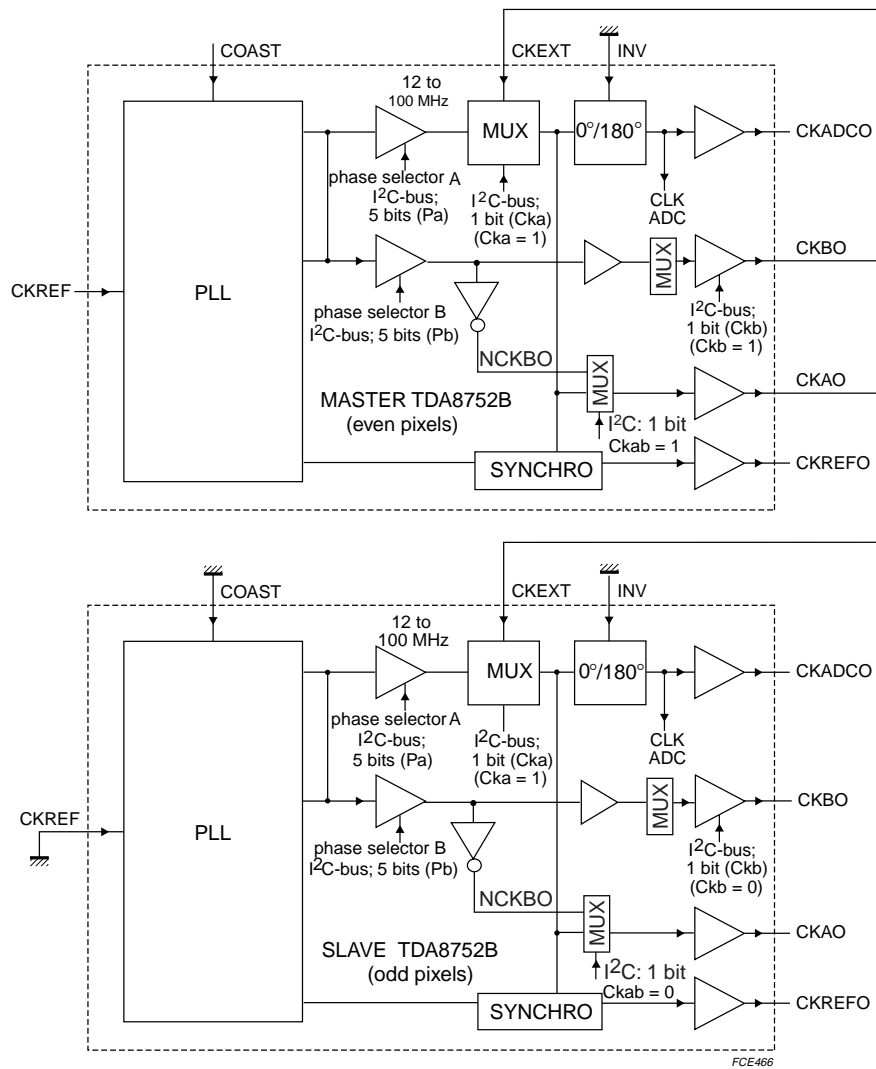 COAST
CKEXT
INV
12 to
100 MHz
MUX
0°/180°
CKADCO
phase selector A
I2C-bus;
5 bits (Pa)
I2C-bus;
1 bit (Cka)
(Cka = 1)
CLK
ADC
CKREF
PLL
MUX
CKBO
phase selector B
I2C-bus; 5 bits (Pb)
I2C-bus;
1 bit (Ckb)
(Ckb = 1)
NCKBO
MUX
CKAO
MASTER TDA8752B
(even pixels)
I2C: 1 bit
Ckab = 1
SYNCHRO
CKREFO
COAST
CKEXT
INV
12 to
100 MHz
MUX
0°/180°
CKADCO
phase selector A
I2C-bus;
5 bits (Pa)
I2C-bus;
1 bit (Cka)
(Cka = 1)
CLK
ADC
CKREF
PLL
MUX
CKBO
phase selector B
I2C-bus; 5 bits (Pb)
I2C-bus;
1 bit (Ckb)
(Ckb = 0)
NCKBO
MUX
CKAO
SLAVE TDA8752B
(odd pixels)
I2C: 1 bit
Ckab = 0
SYNCHRO
CKREFO
FCE466